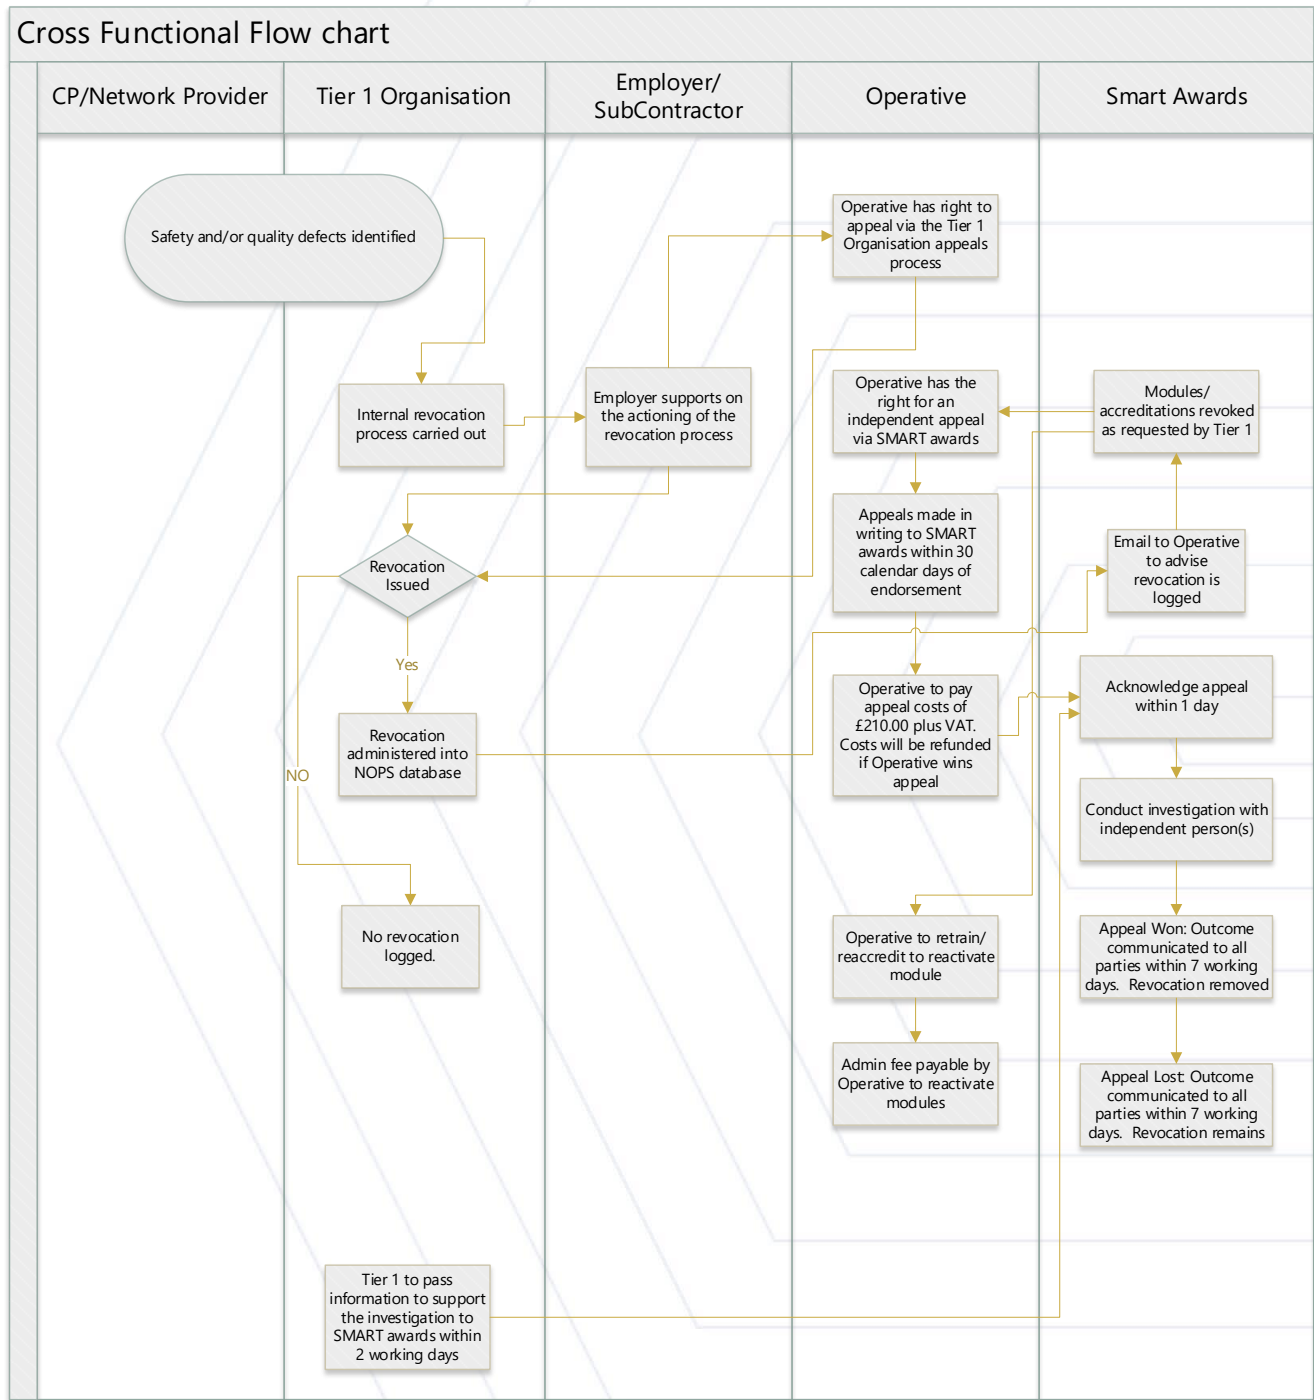 Cross Functional Flow chart
CP/Network Provider
Tier 1 Organisation
Employer/
SubContractor
Operative
Smart Awards
Safety and/or quality defects identified
Operative has right to
appeal via the Tier 1
Organisation appeals
process
Internal revocation
process carried out
Employer supports on
the actioning of the
revocation process
Operative has the
right for an
independent appeal
via SMART awards
Modules/
accreditations revoked
as requested by Tier 1
Revocation
Issued
Appeals made in
writing to SMART
awards within 30
calendar days of
endorsement
Email to Operative
to advise
revocation is
logged
Yes
NO
Revocation
administered into
NOPS database
Operative to pay
appeal costs of
£210.00 plus VAT.
Costs will be refunded
if Operative wins
appeal
Acknowledge appeal
within 1 day
Conduct investigation with
independent person(s)
No revocation
logged.
Operative to retrain/
reaccredit to reactivate
module
Appeal Won: Outcome
communicated to all
parties within 7 working
days.  Revocation removed
Admin fee payable by
Operative to reactivate
modules
Appeal Lost: Outcome
communicated to all
parties within 7 working
days.  Revocation remains
Tier 1 to pass
information to support
the investigation to
SMART awards within
2 working days